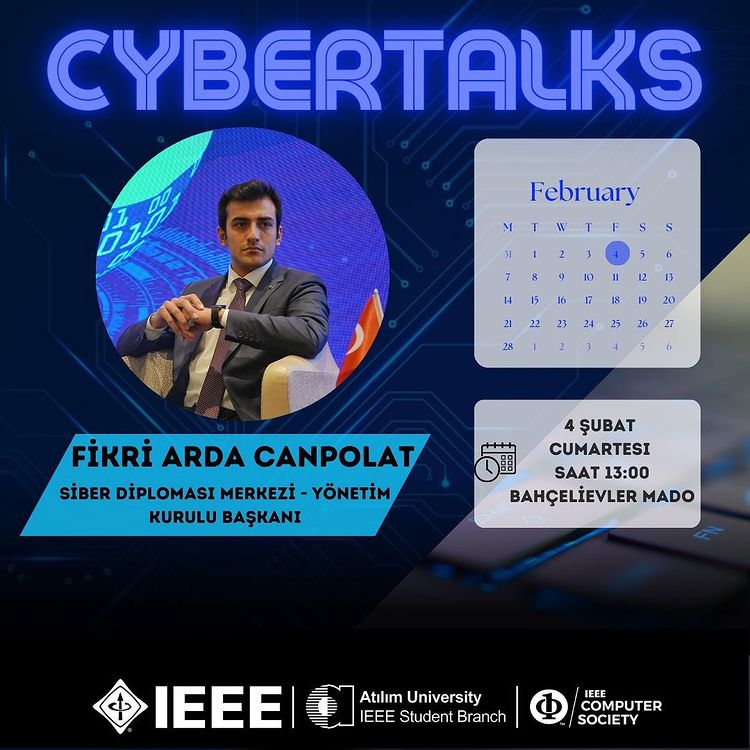 CYBERTALKS
February
M T W T F S S
31 1 2 3 4 5 6
7 8 9 10 11 12 13
14 15 16 17 18 19 20
21 22 23 24 25 26 27
28 1 2 3 4 5 6
FİKRİ ARDA CANPOLAT
SİBER DİPLOMASI MERKEZİ - YÖNETİM
KURULU BAŞKANI
4 ŞUBAT
CUMARTESI
SAAT 13:00
BAHÇELİEVLER MADO
FN
IEEE
Atılım University
IEEE Student Branch
IEEE
COMPUTER
SOCIETY